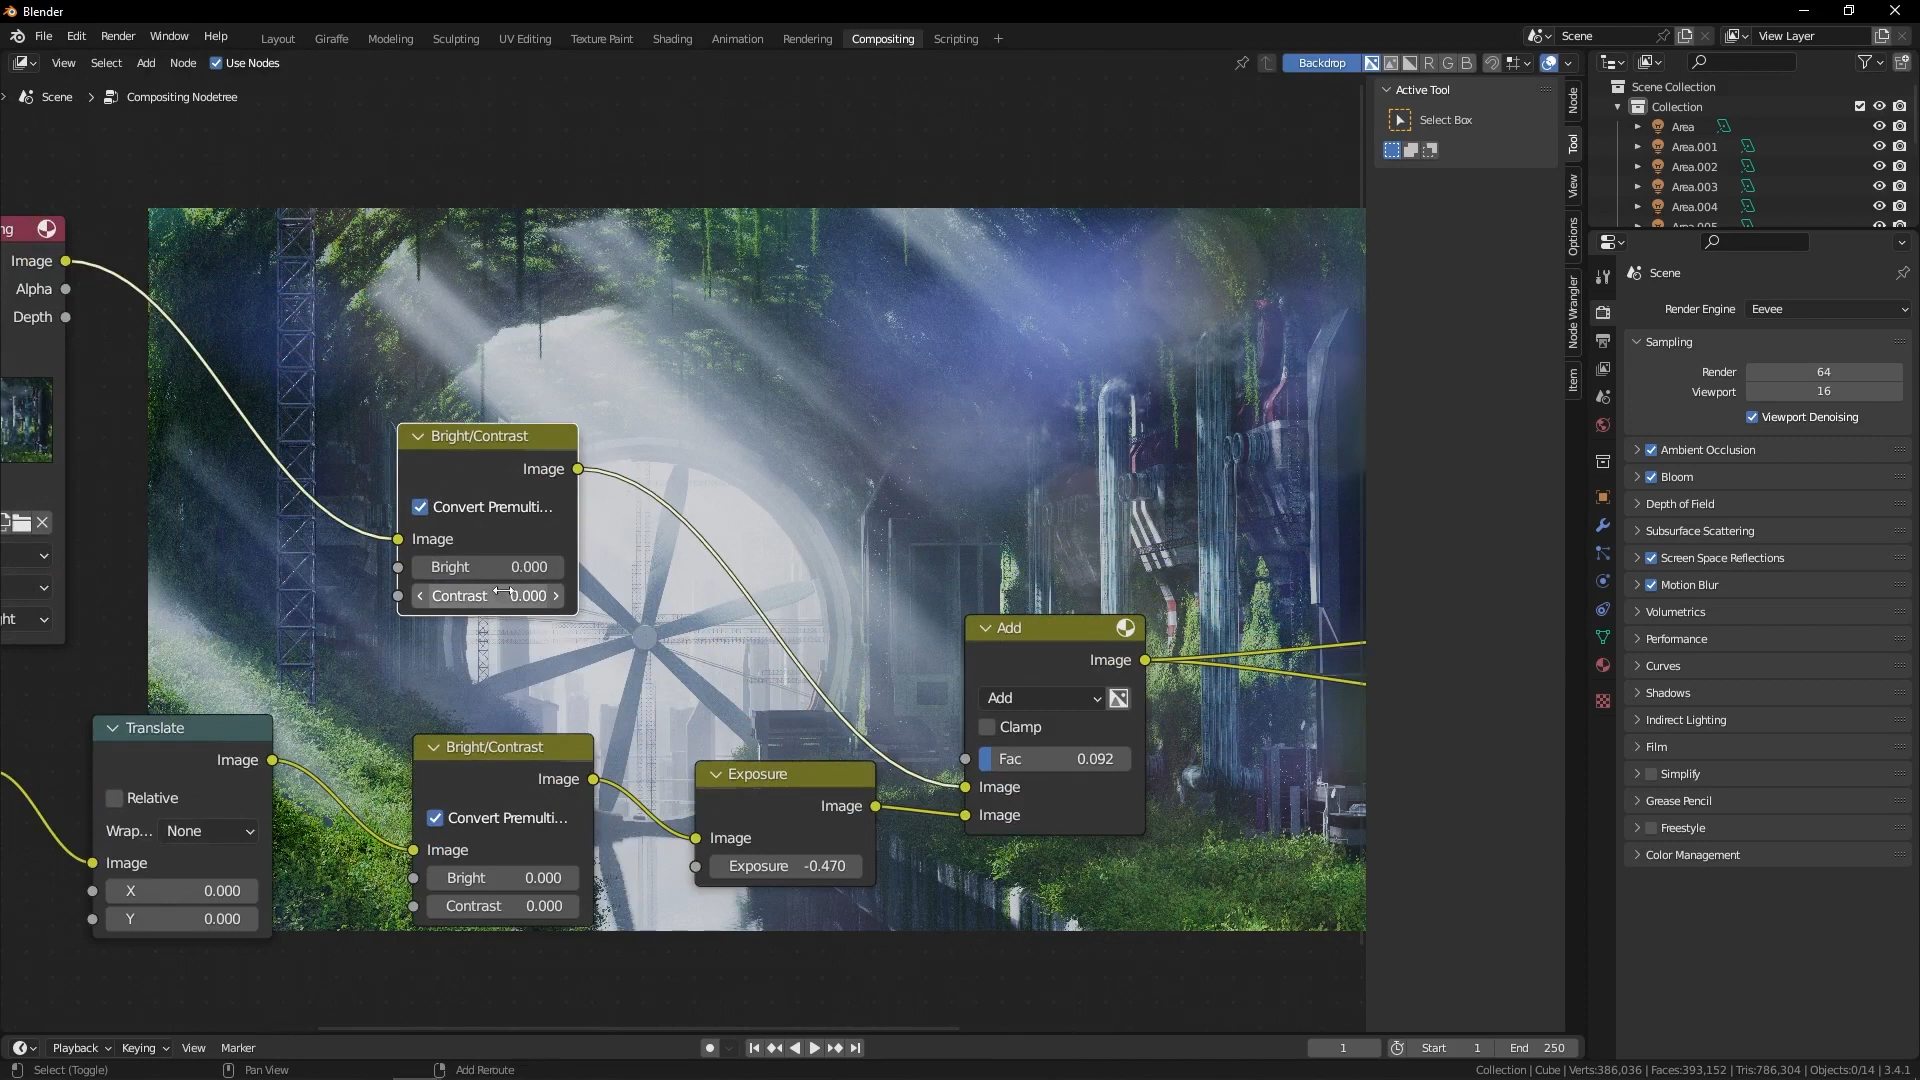 Blender
File Edit Render Window Help
Layout Giraffe Modeling Sculpting UV Editing Texture Paint Shading Animation Rendering Compositing Scripting +
Scene
View Layer
View Select Add Node Use Nodes
Backdrop R G B
Scene > Compositing Nodetree
Active Tool
Select Box
Node
Tool
View
Options
Node Wrangler
Item
Scene Collection
Collection
Area
Area.001
Area.002
Area.003
Area.004
Area.005
Scene
Render Engine Eevee
Sampling
Render 64
Viewport 16
Viewport Denoising
Ambient Occlusion
Bloom
Depth of Field
Subsurface Scattering
Screen Space Reflections
Motion Blur
Volumetrics
Performance
Curves
Shadows
Indirect Lighting
Film
Simplify
Grease Pencil
Freestyle
Color Management
ng
Image
Alpha
Depth
ht
Bright/Contrast
Image
Convert Premulti...
Image
Bright 0.000
Contrast 0.000
Translate
Image
Relative
Wrap... None
Image
X 0.000
Y 0.000
Bright/Contrast
Image
Convert Premulti...
Image
Bright 0.000
Contrast 0.000
Exposure
Image
Image
Exposure -0.470
Add
Image
Add
Clamp
Fac 0.092
Image
Image
Playback Keying View Marker
1 Start 1 End 250
Select (Toggle) Pan View Add Reroute
Collection | Cube | Verts:386,036 | Faces:393,152 | Tris:786,304 | Objects:0/14 | 3.4.1